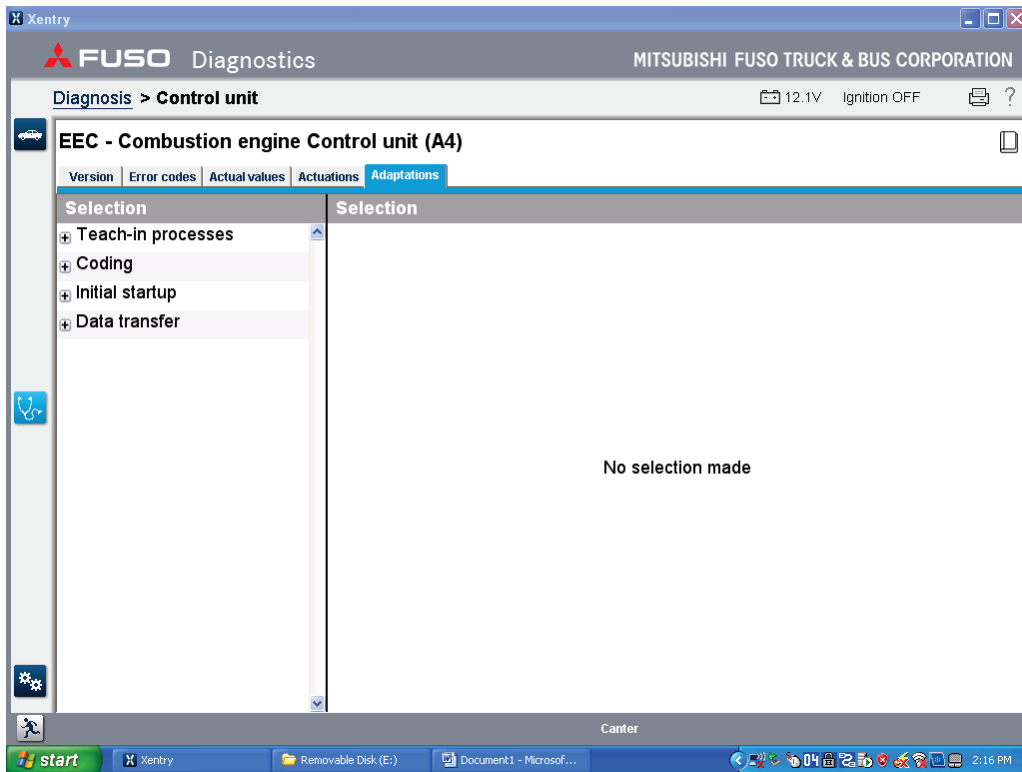 Xentry
FUSO Diagnostics MITSUBISHI FUSO TRUCK & BUS CORPORATION
Diagnosis > Control unit 12.1V Ignition OFF ?
EEC - Combustion engine Control unit (A4)
Version Error codes Actual values Actuations Adaptations
Selection Selection
Teach-in processes
Coding
Initial startup
Data transfer
No selection made
Canter
start Xentry Removable Disk (E:) Document1 - Microsof... 04 2:16 PM